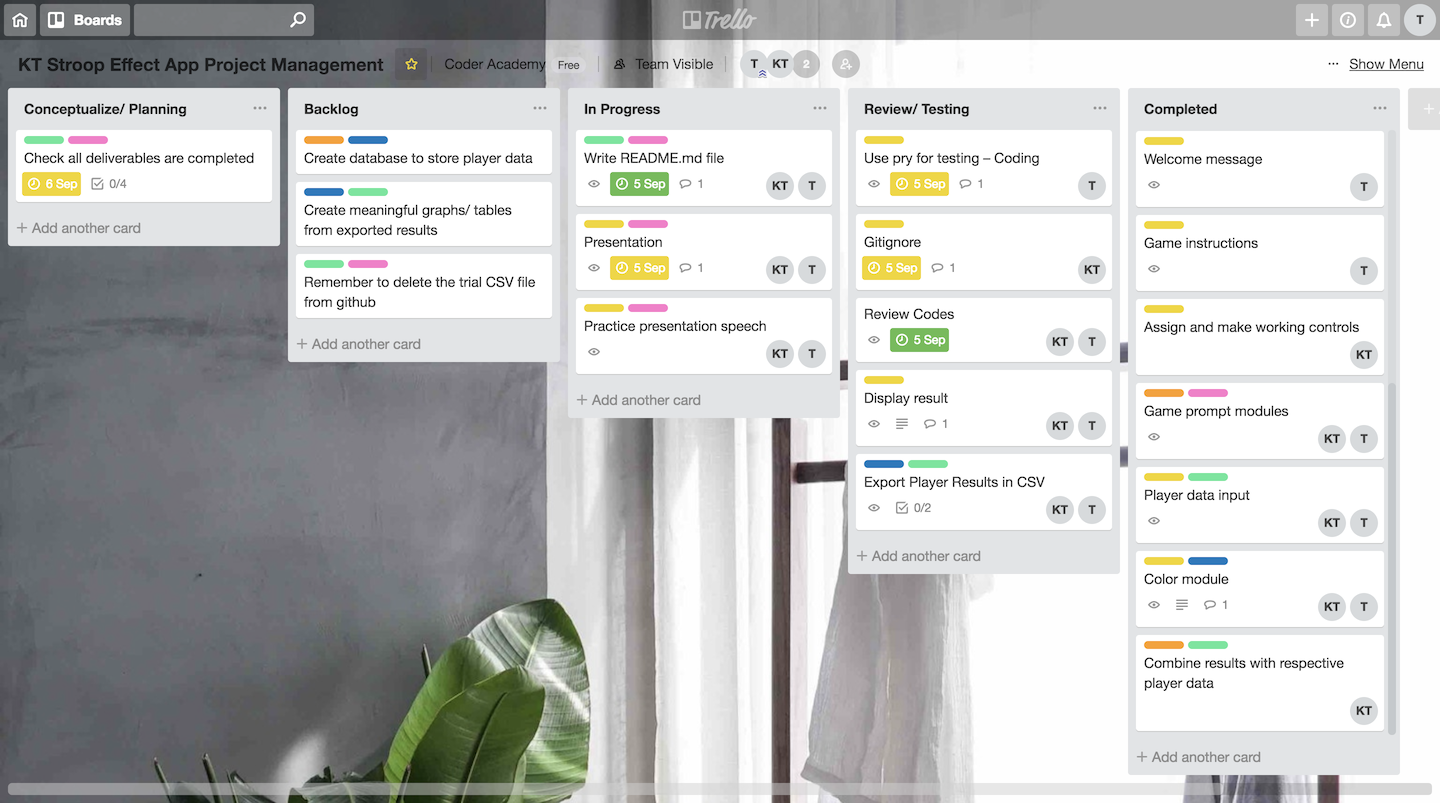 Boards
Trello
T
KT Stroop Effect App Project Management
Coder Academy
Free
Team Visible
T
KT
2
Show Menu
Conceptualize/ Planning
Check all deliverables are completed
6 Sep
0/4
+ Add another card
Backlog
Create database to store player data
Create meaningful graphs/ tables
from exported results
Remember to delete the trial CSV file
from github
+ Add another card
In Progress
Write README.md file
5 Sep
1
KT
T
Presentation
5 Sep
1
KT
T
Practice presentation speech
KT
T
+ Add another card
Review/ Testing
Use pry for testing – Coding
5 Sep
1
T
Gitignore
5 Sep
1
KT
Review Codes
5 Sep
KT
T
Display result
1
KT
T
Export Player Results in CSV
0/2
KT
T
+ Add another card
Completed
Welcome message
T
Game instructions
T
Assign and make working controls
KT
Game prompt modules
KT
T
Player data input
KT
T
Color module
1
KT
T
Combine results with respective
player data
KT
+ Add another card